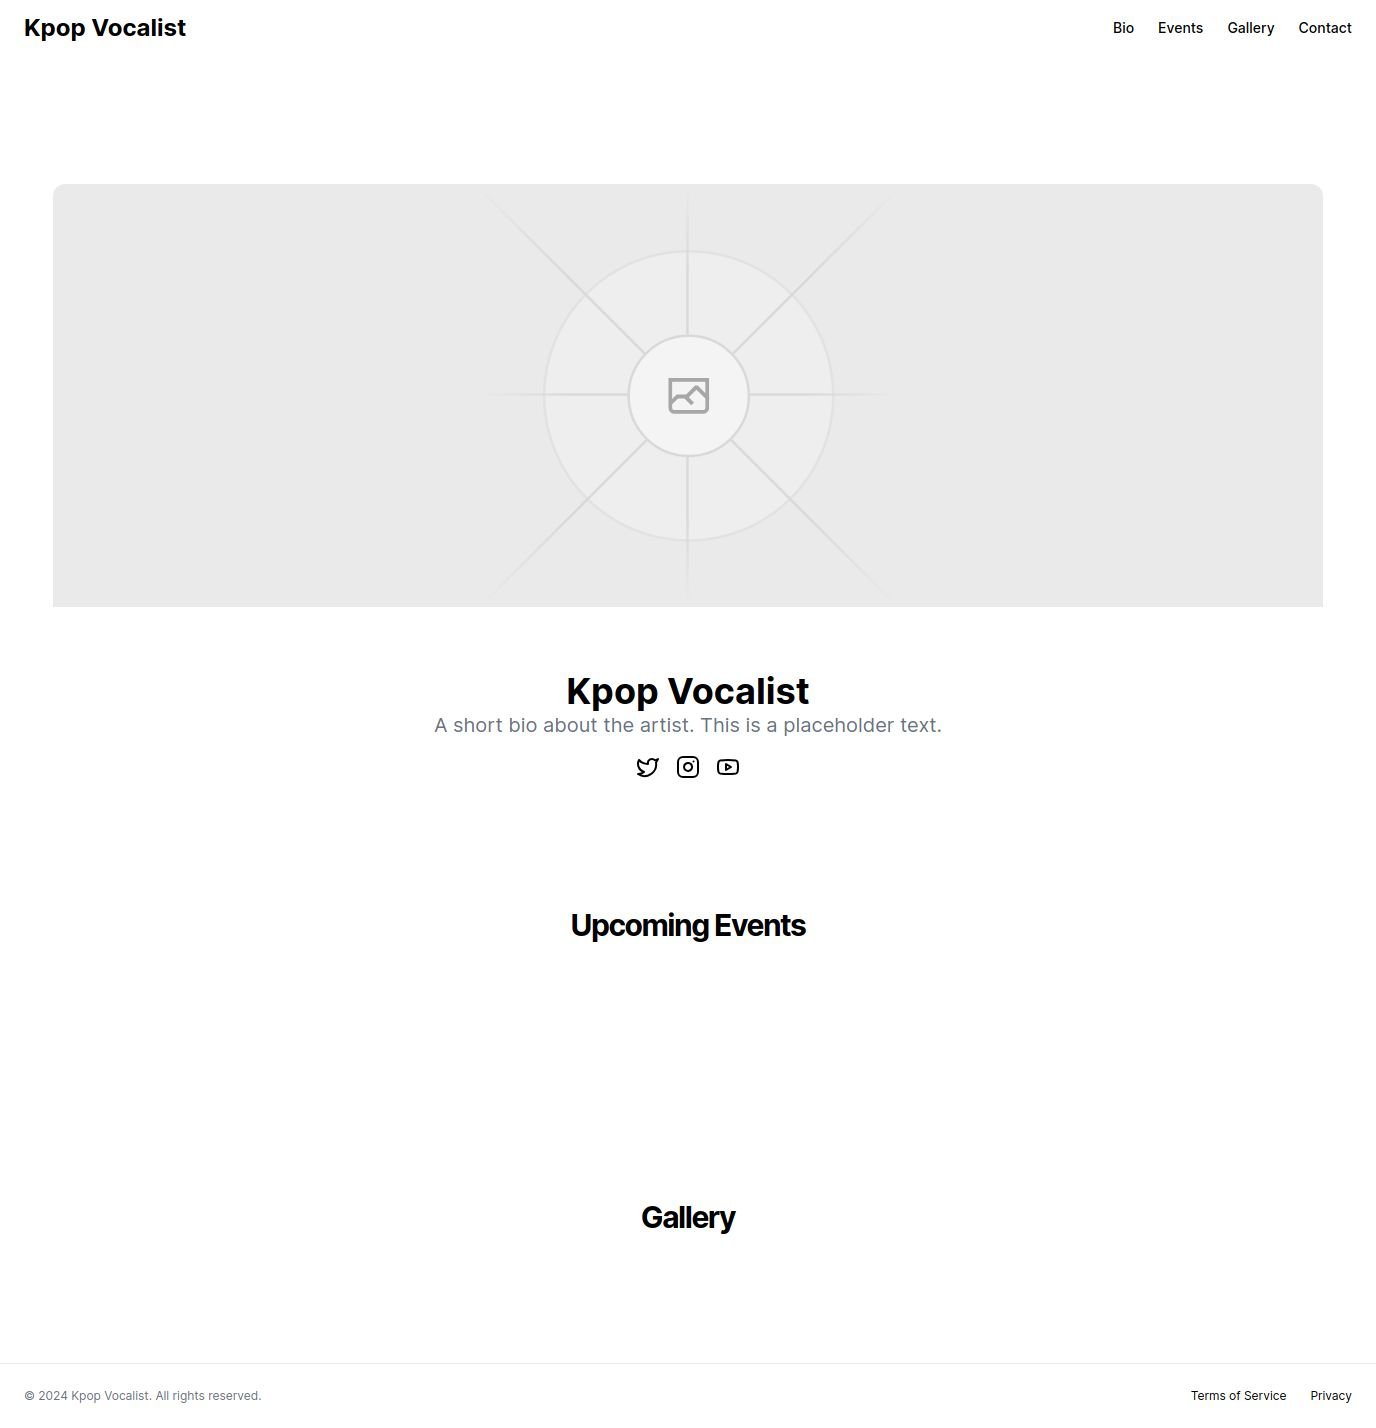 Kpop Vocalist
Bio Events Gallery Contact
Kpop Vocalist
A short bio about the artist. This is a placeholder text.
Upcoming Events
Gallery
© 2024 Kpop Vocalist. All rights reserved.
Terms of Service Privacy